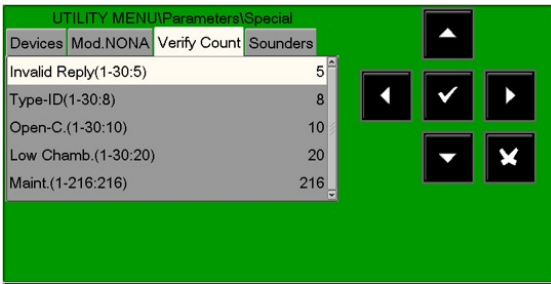 UTILITY MENU\Parameters\Special
Devices Mod.NONA Verify Count Sounders
Invalid Reply(1-30:5) 5
Type-ID(1-30:8) 8
Open-C.(1-30:10) 10
Low Chamb.(1-30:20) 20
Maint.(1-216:216) 216